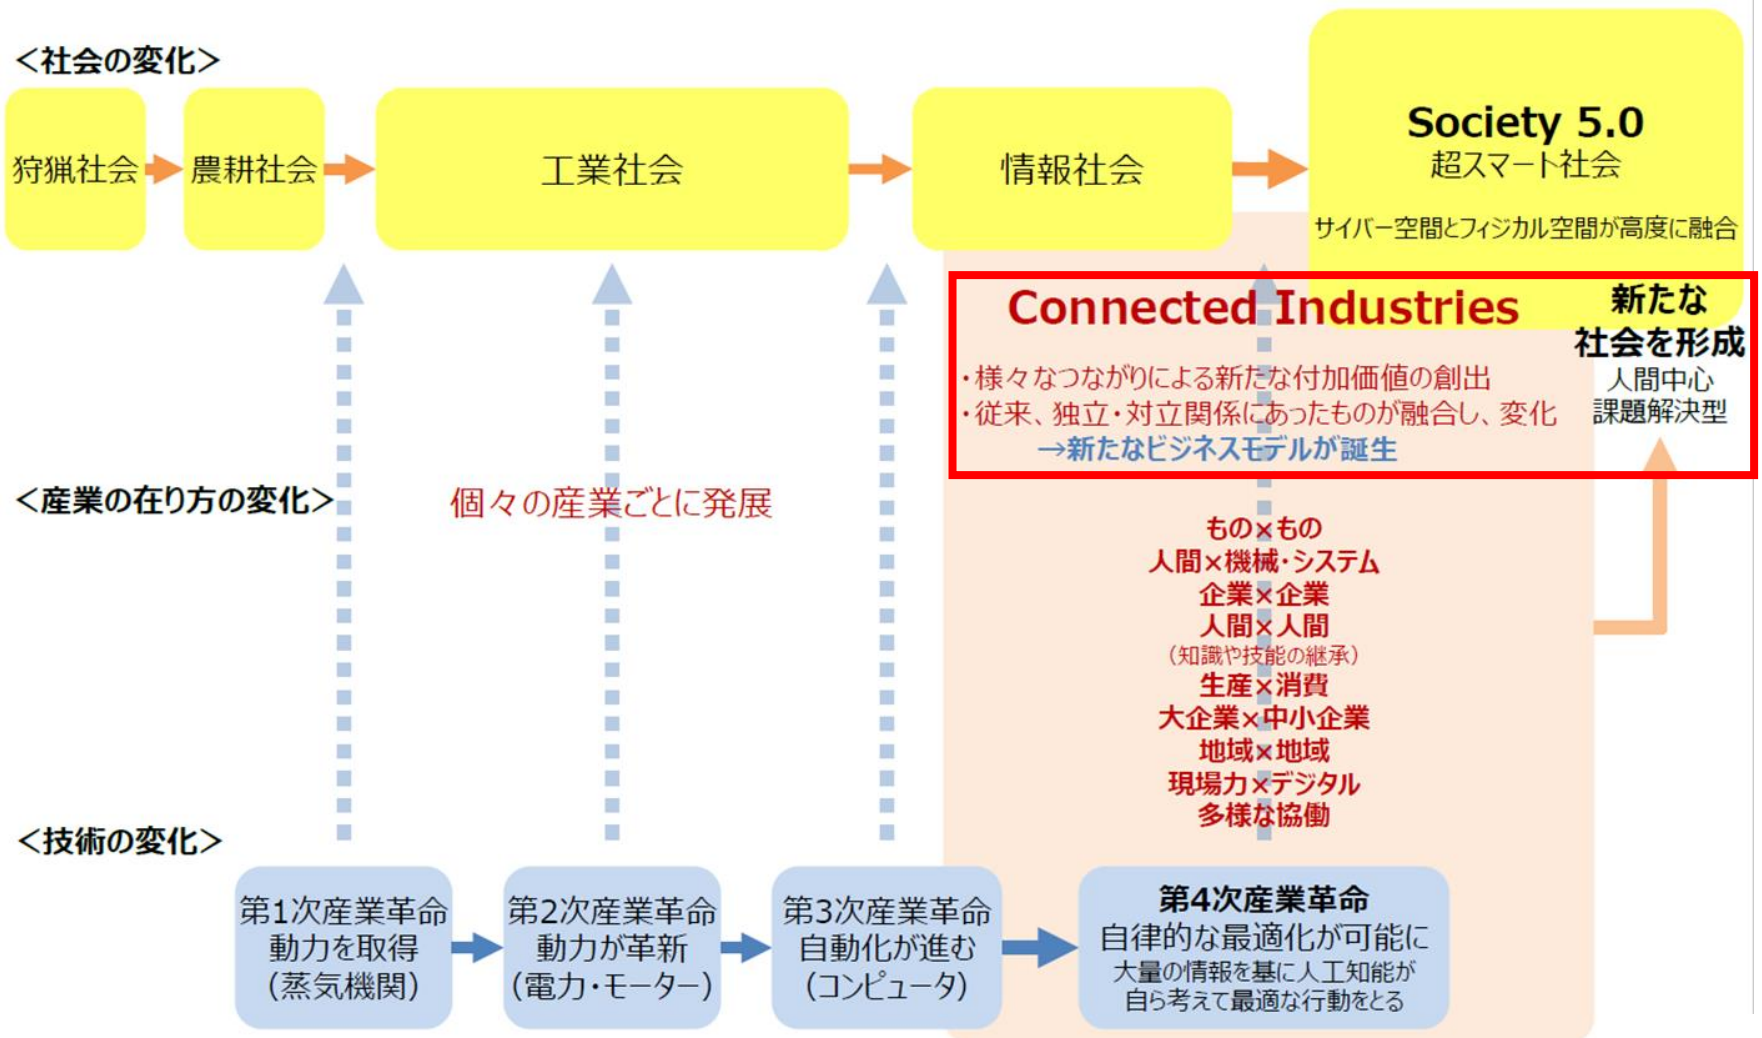 <社会の変化>
狩猟社会
農耕社会
工業社会
情報社会
Society 5.0
超スマート社会
サイバー空間とフィジカル空間が高度に融合
Connected Industries
・様々なつながりによる新たな付加価値の創出
・従来、独立・対立関係にあったものが融合し、変化
→新たなビジネスモデルが誕生
新たな
社会を形成
人間中心
課題解決型
<産業の在り方の変化>
個々の産業ごとに発展
もの×もの
人間×機械・システム
企業×企業
人間×人間
（知識や技能の継承）
生産×消費
大企業×中小企業
地域×地域
現場力×デジタル
多様な協働
<技術の変化>
第1次産業革命
動力を取得
（蒸気機関）
第2次産業革命
動力が革新
（電力・モーター）
第3次産業革命
自動化が進む
（コンピュータ）
第4次産業革命
自律的な最適化が可能に
大量の情報を基に人工知能が
自ら考えて最適な行動をとる